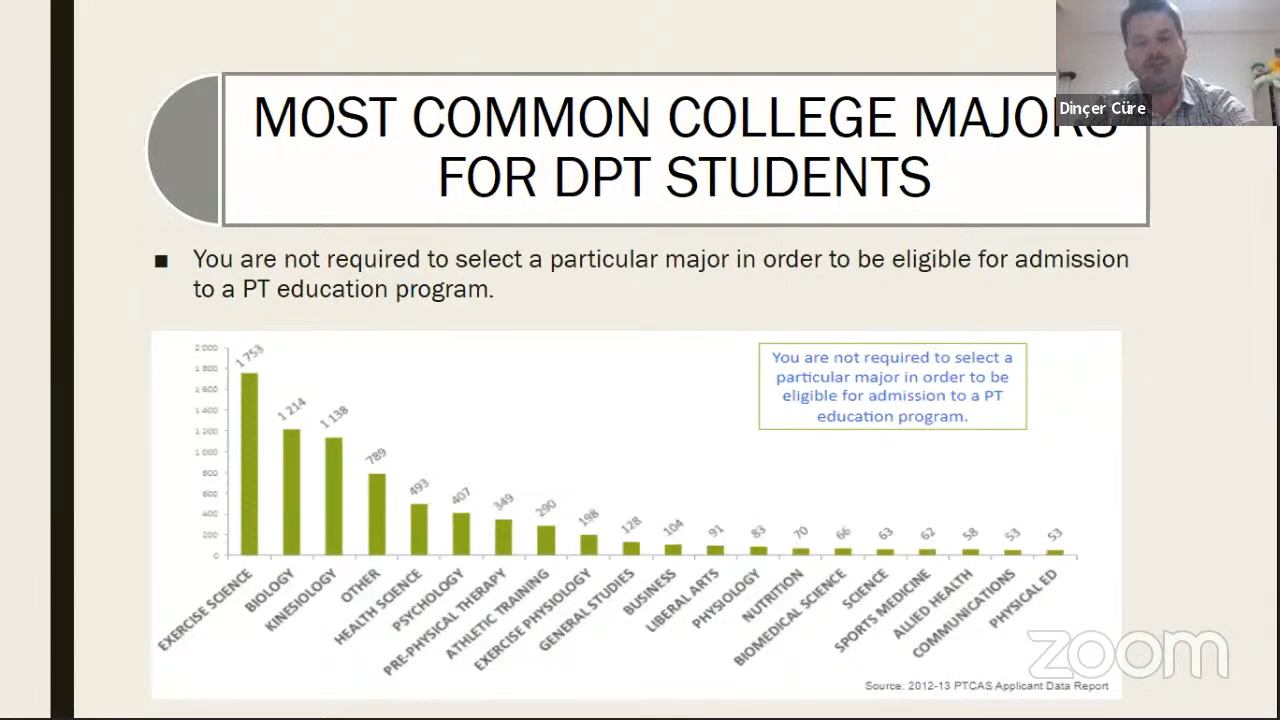 MOST COMMON COLLEGE MAJORS
FOR DPT STUDENTS
Dinçer Cüre
■ You are not required to select a particular major in order to be eligible for admission
to a PT education program.
You are not required to select a
particular major in order to be
eligible for admission to a PT
education program.
2 000
1 800
1 600
1 400
1 200
1 000
800
600
400
200
0
1 753
1 214
1 138
789
493
407
349
290
198
128
104
91
83
70
66
63
62
58
53
53
EXERCISE SCIENCE
BIOLOGY
KINESIOLOGY
OTHER
HEALTH SCIENCE
PSYCHOLOGY
PRE-PHYSICAL THERAPY
ATHLETIC TRAINING
EXERCISE PHYSIOLOGY
GENERAL STUDIES
BUSINESS
LIBERAL ARTS
PHYSIOLOGY
NUTRITION
BIOMEDICAL SCIENCE
SCIENCE
SPORTS MEDICINE
ALLIED HEALTH
COMMUNICATIONS
PHYSICAL ED
zoom
Source: 2012-13 PTCAS Applicant Data Report